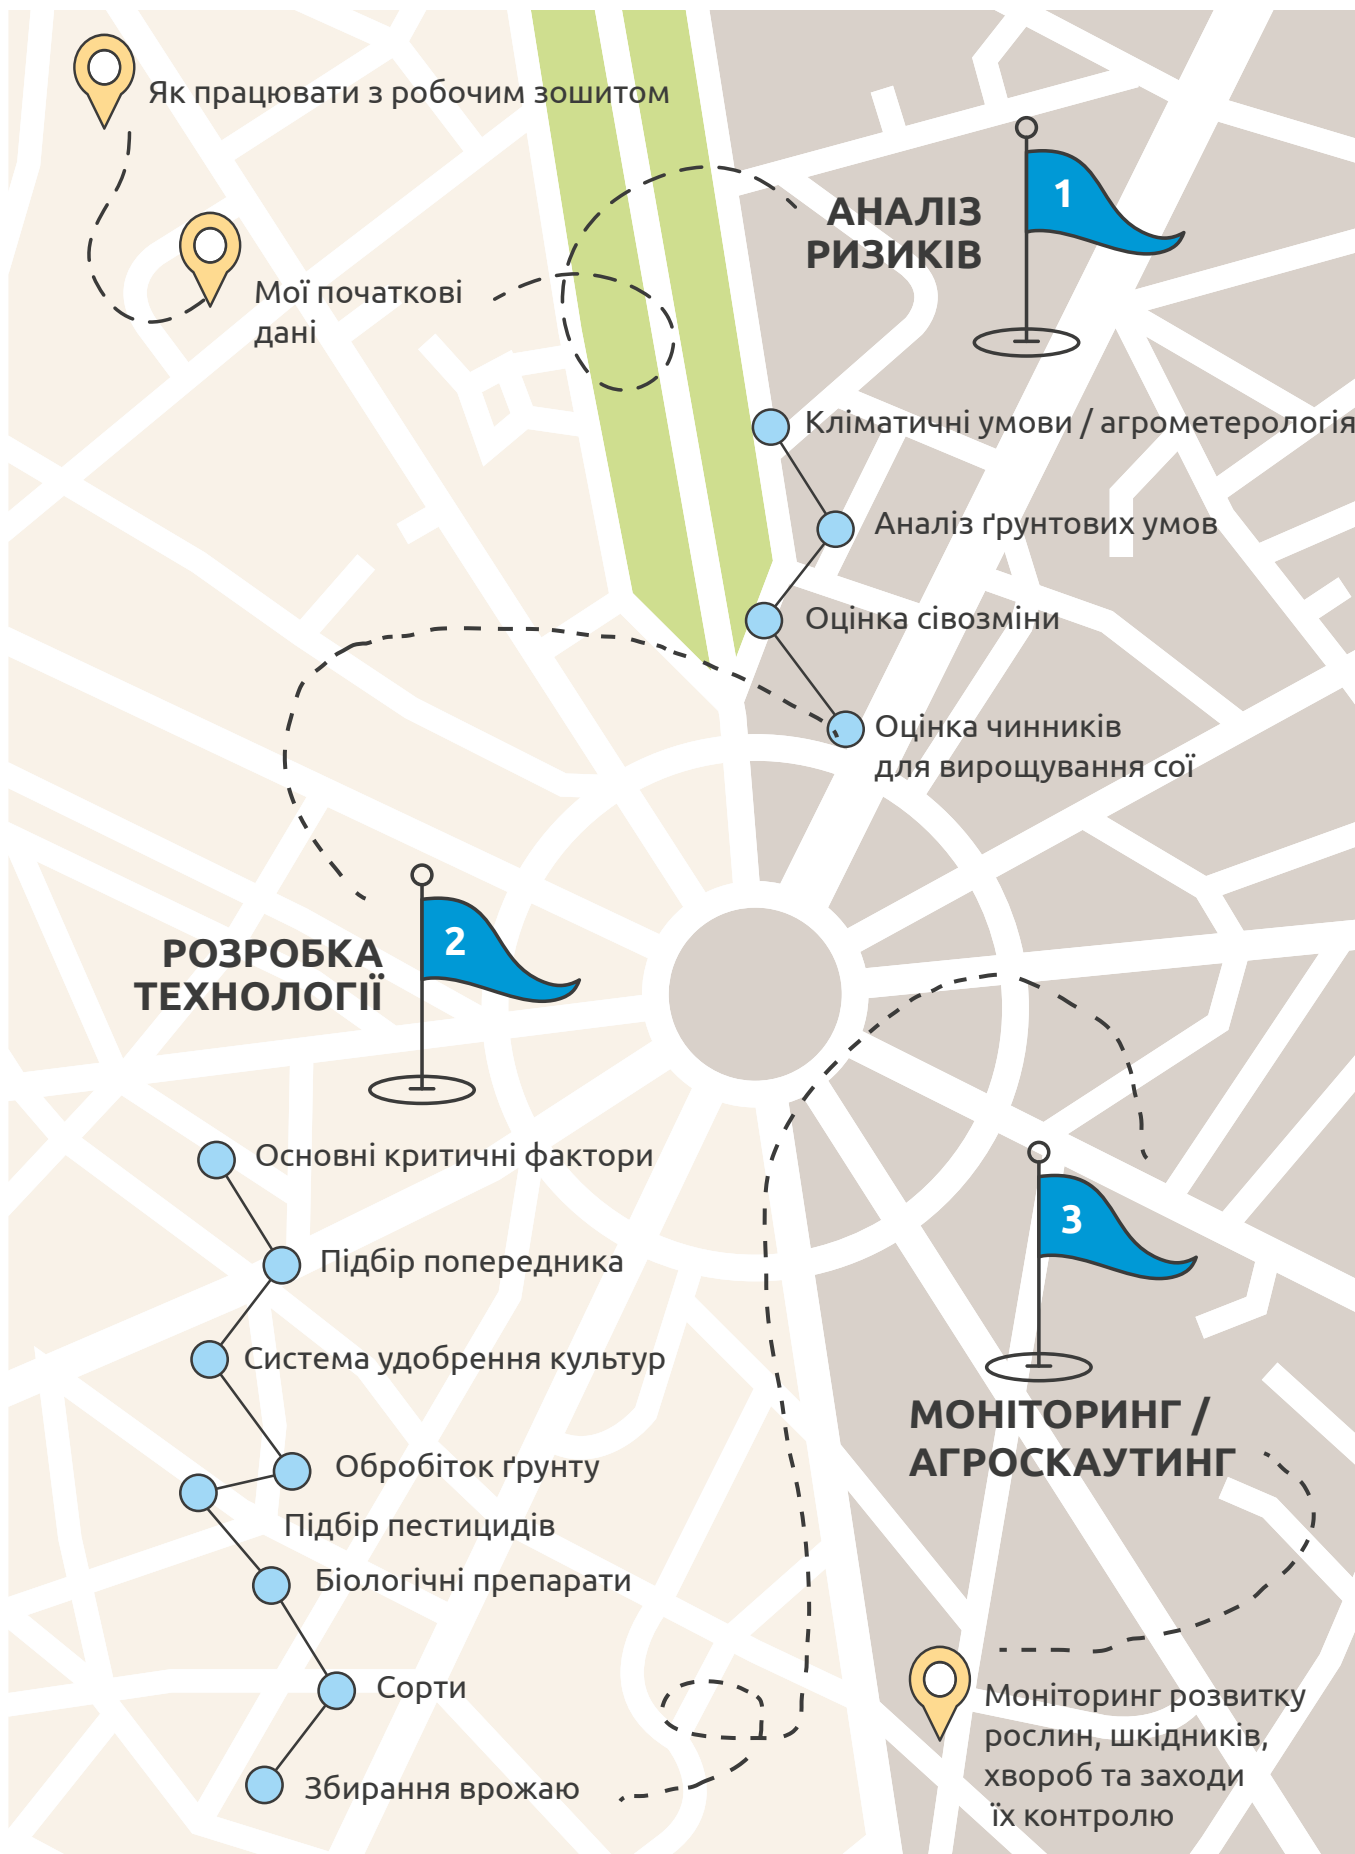 Як працювати з робочим зошитом
Мої початкові
дані
1
АНАЛІЗ
РИЗИКІВ
Кліматичні умови / агрометерологія
Аналіз ґрунтових умов
Оцінка сівозміни
Оцінка чинників
для вирощування сої
2
РОЗРОБКА
ТЕХНОЛОГІЇ
Основні критичні фактори
Підбір попередника
Система удобрення культур
Обробіток ґрунту
Підбір пестицидів
Біологічні препарати
Сорти
Збирання врожаю
3
МОНІТОРИНГ /
АГРОСКАУТИНГ
Моніторинг розвитку
рослин, шкідників,
хвороб та заходи
їх контролю